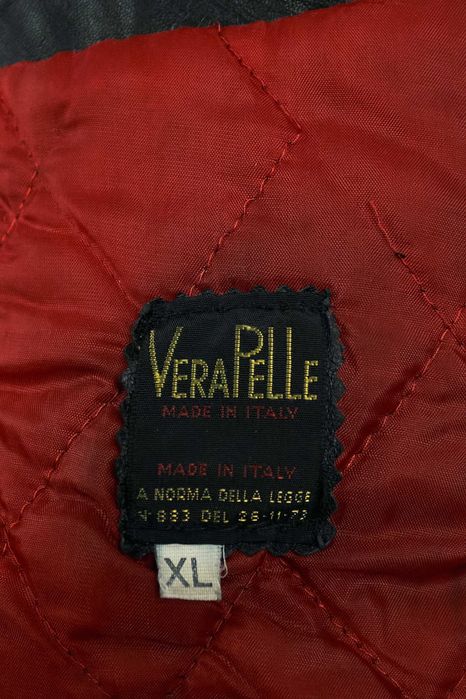 VERAPELLE
MADE IN ITALY
MADE IN ITALY
A NORMA DELLA LEGGE
N·883 DEL 26-11-73
XL